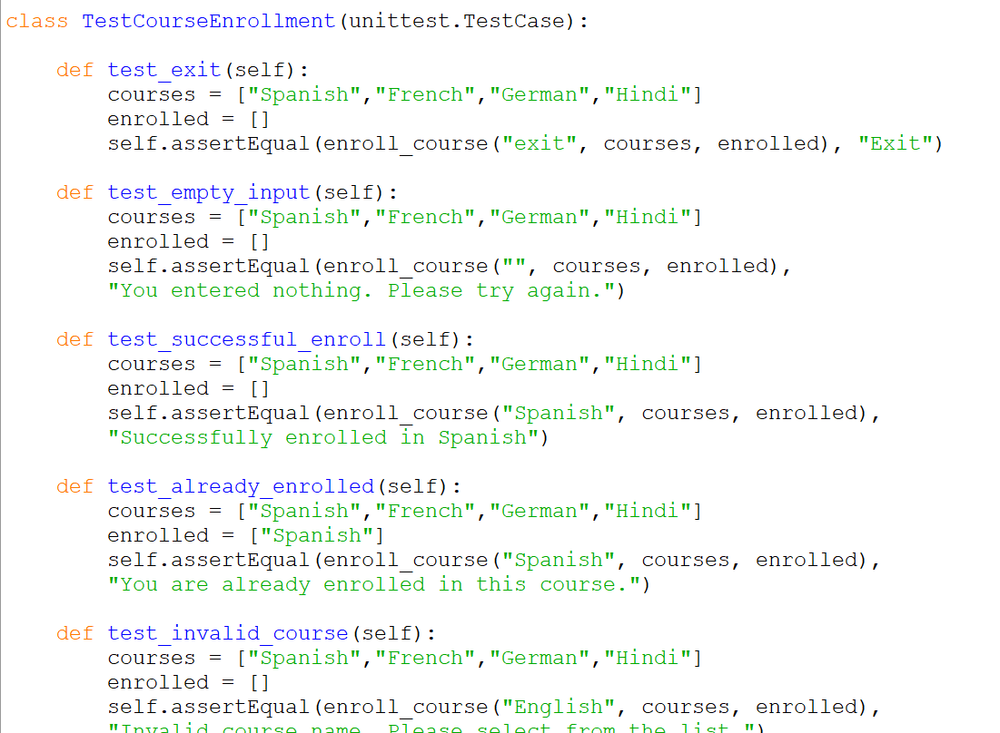 class TestCourseEnrollment(unittest.TestCase):
    def test_exit(self):
        courses = ["Spanish","French","German","Hindi"]
        enrolled = []
        self.assertEqual(enroll_course("exit", courses, enrolled), "Exit")
    def test_empty_input(self):
        courses = ["Spanish","French","German","Hindi"]
        enrolled = []
        self.assertEqual(enroll_course("", courses, enrolled),
        "You entered nothing. Please try again.")
    def test_successful_enroll(self):
        courses = ["Spanish","French","German","Hindi"]
        enrolled = []
        self.assertEqual(enroll_course("Spanish", courses, enrolled),
        "Successfully enrolled in Spanish")
    def test_already_enrolled(self):
        courses = ["Spanish","French","German","Hindi"]
        enrolled = ["Spanish"]
        self.assertEqual(enroll_course("Spanish", courses, enrolled),
        "You are already enrolled in this course.")
    def test_invalid_course(self):
        courses = ["Spanish","French","German","Hindi"]
        enrolled = []
        self.assertEqual(enroll_course("English", courses, enrolled),
        "Invalid course name. Please select from the list.")